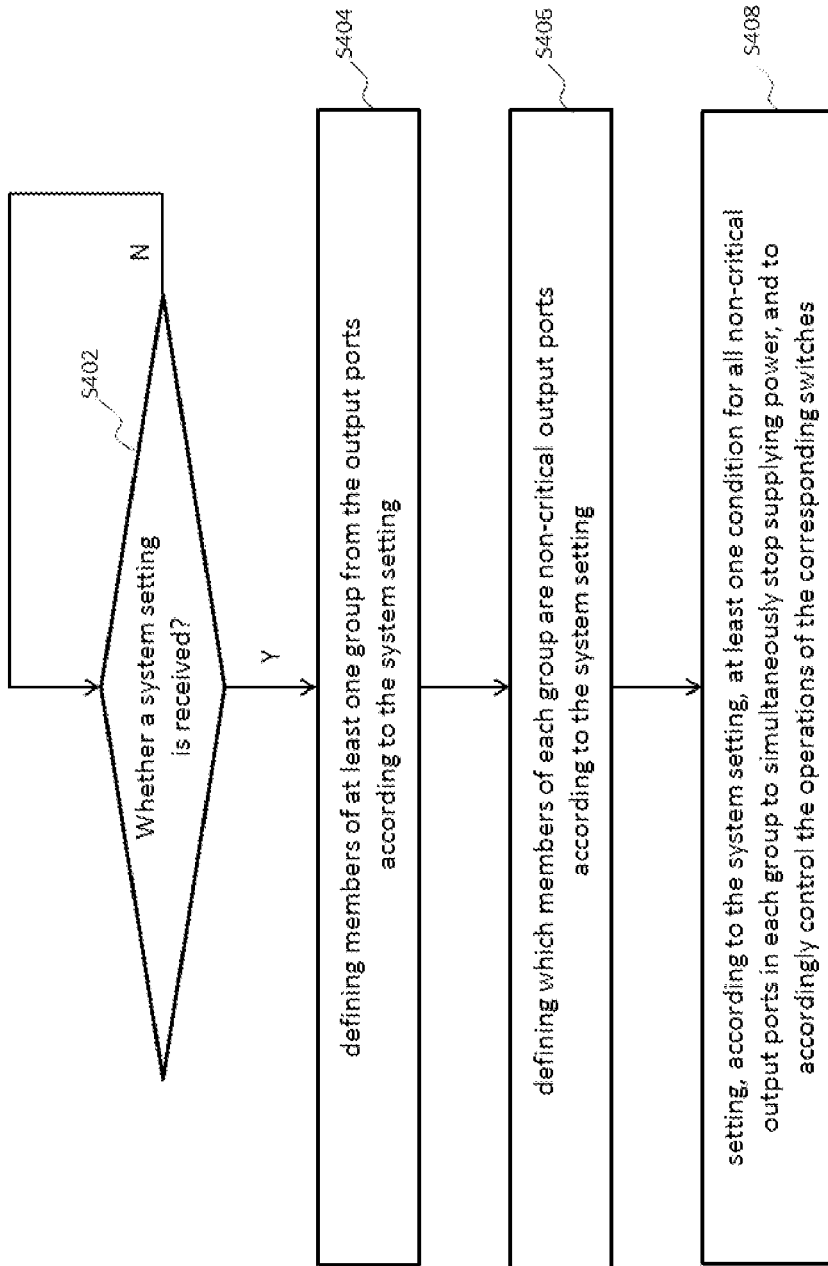 S402
Whether a system setting
is received?
N
Y
S404
defining members of at least one group from the output ports
according to the system setting
S406
defining which members of each group are non-critical output ports
according to the system setting
S408
setting, according to the system setting, at least one condition for all non-critical
output ports in each group to simultaneously stop supplying power, and to
accordingly control the operations of the corresponding switches